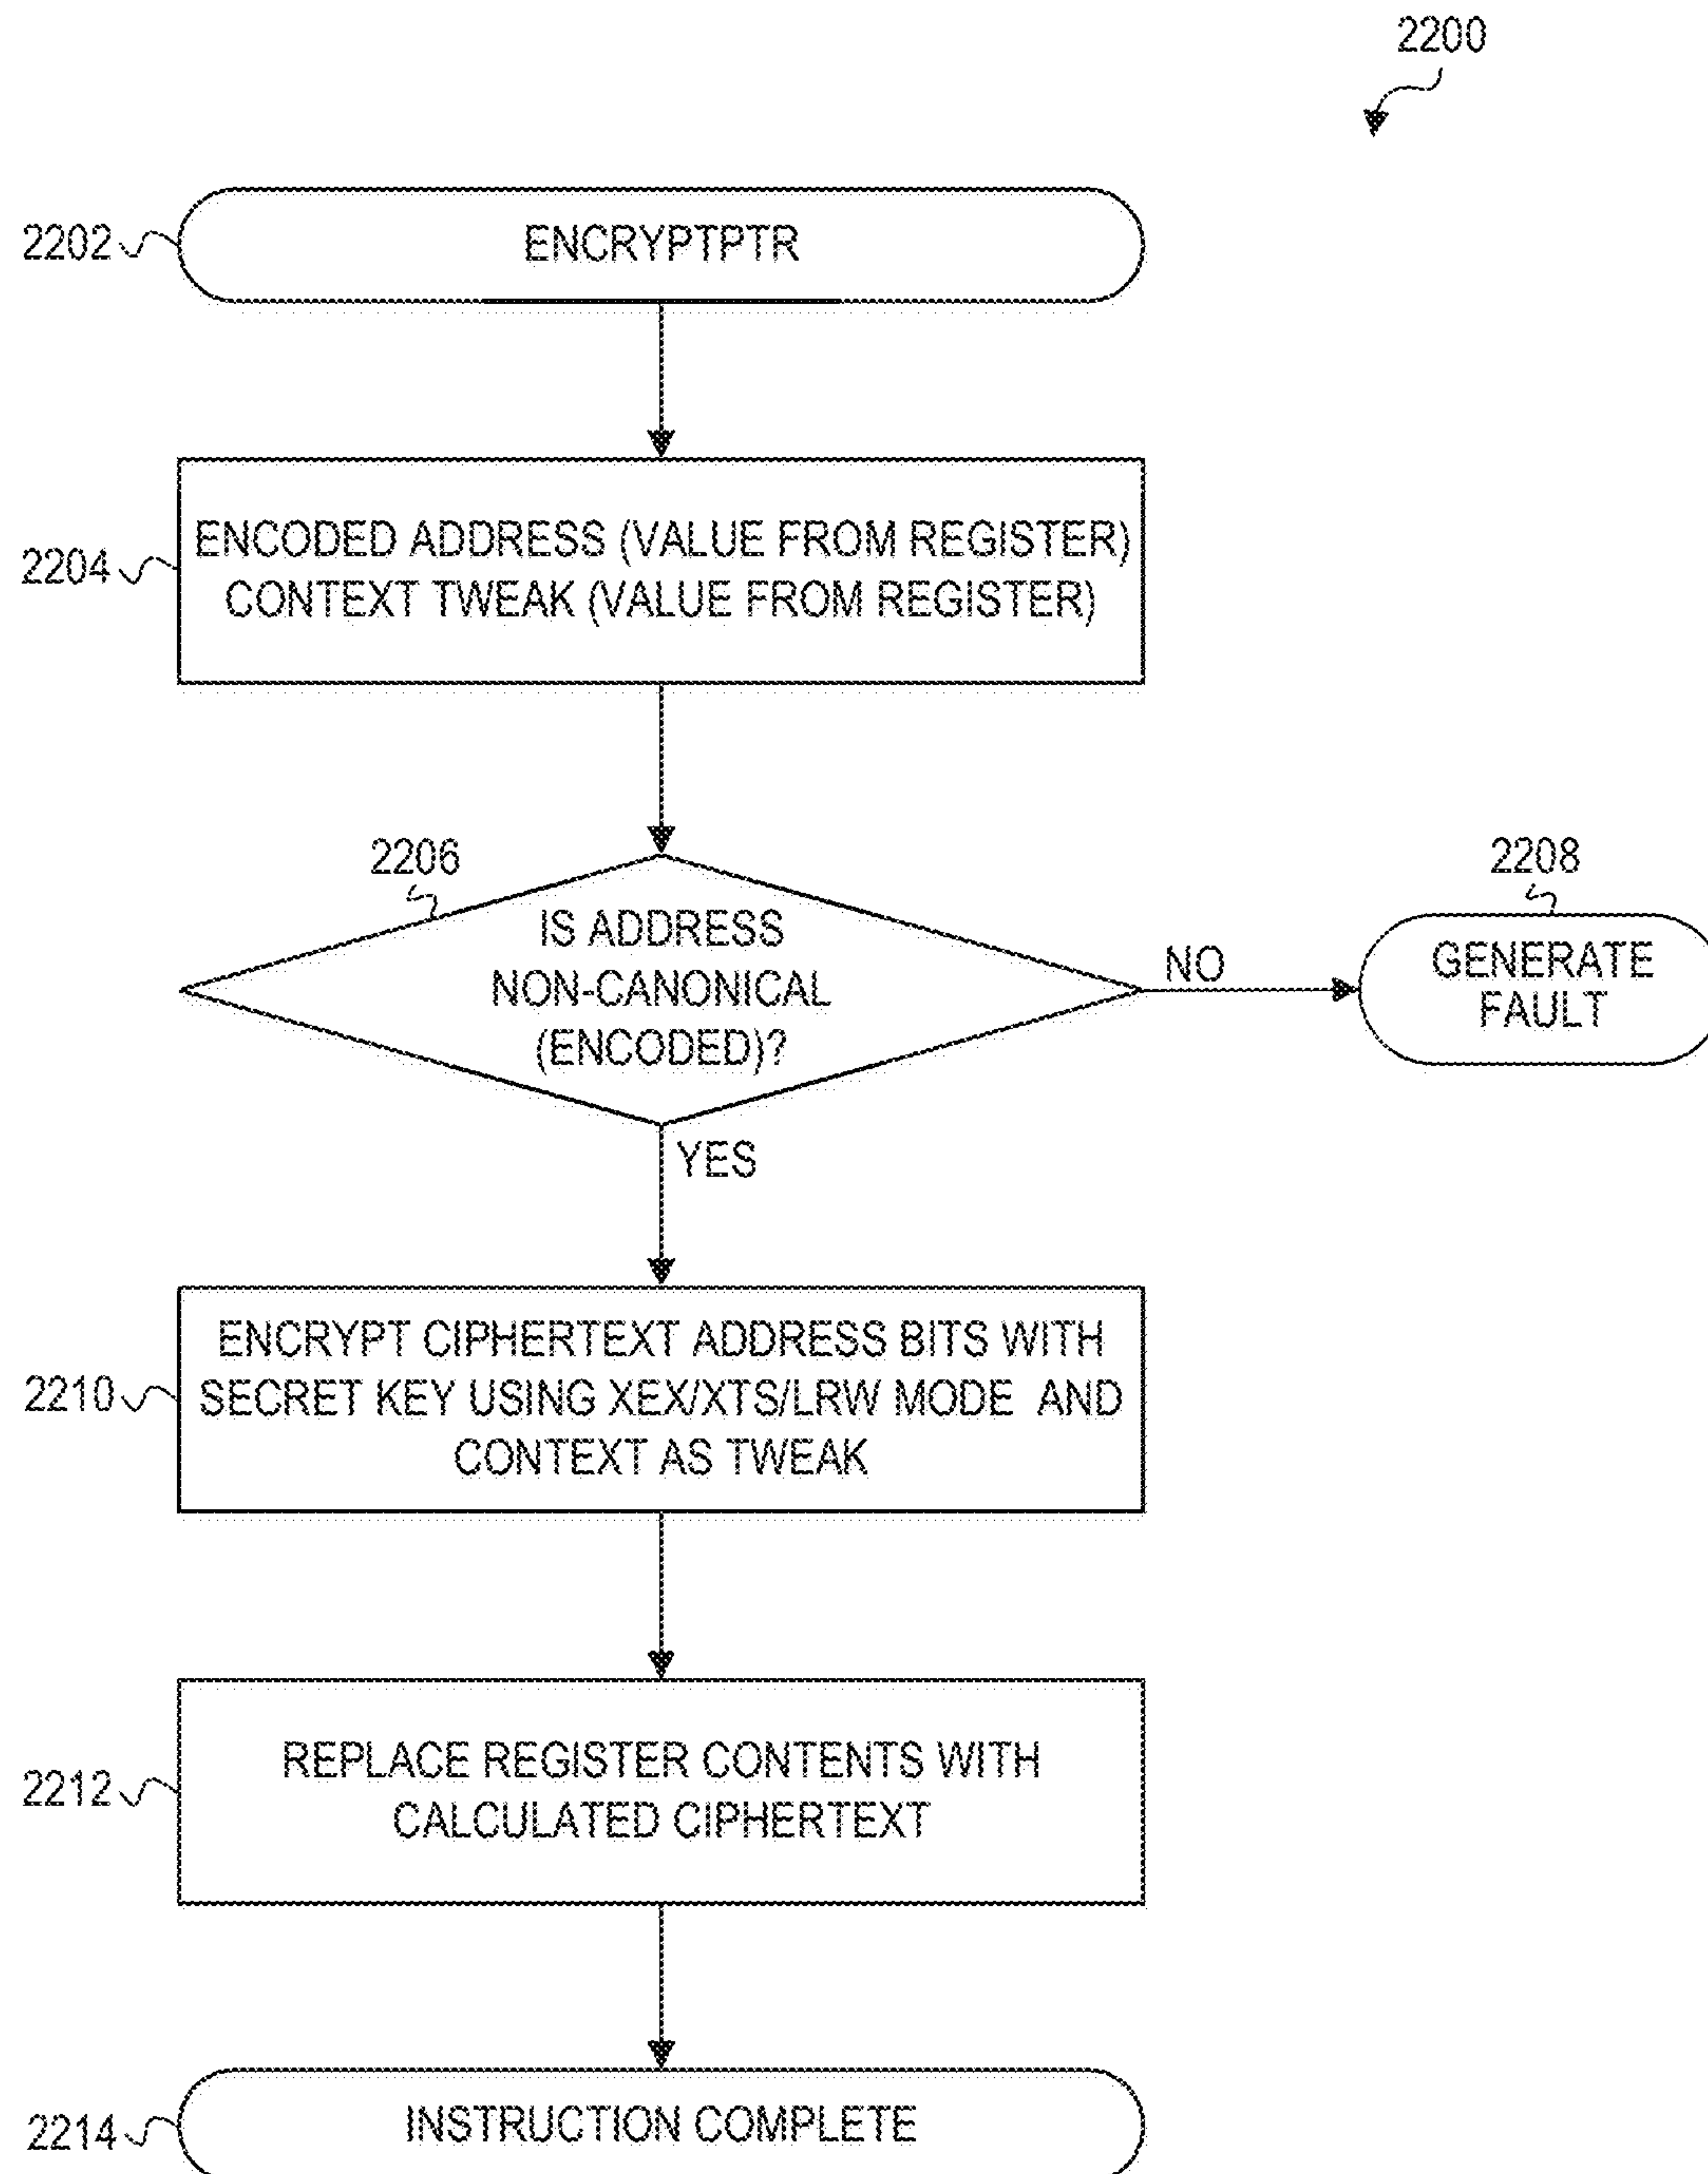 2200
2202
ENCRYPTPTR
2204
ENCODED ADDRESS (VALUE FROM REGISTER)
CONTEXT TWEAK (VALUE FROM REGISTER)
2206
IS ADDRESS
NON-CANONICAL
(ENCODED)?
NO
2208
GENERATE
FAULT
YES
2210
ENCRYPT CIPHERTEXT ADDRESS BITS WITH
SECRET KEY USING XEX/XTS/LRW MODE AND
CONTEXT AS TWEAK
2212
REPLACE REGISTER CONTENTS WITH
CALCULATED CIPHERTEXT
2214
INSTRUCTION COMPLETE